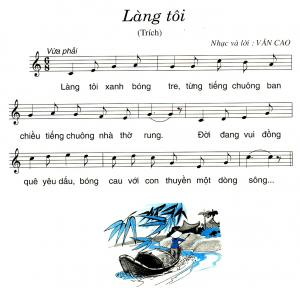 Làng tôi
(Trích)
Nhạc và lời : VĂN CAO
Vừa phải
Làng tôi xanh bóng tre, từng tiếng chuông ban
chiều tiếng chuông nhà thờ rung. Đời đang vui đồng
quê yêu dấu, bóng cau với con thuyền một dòng sông...